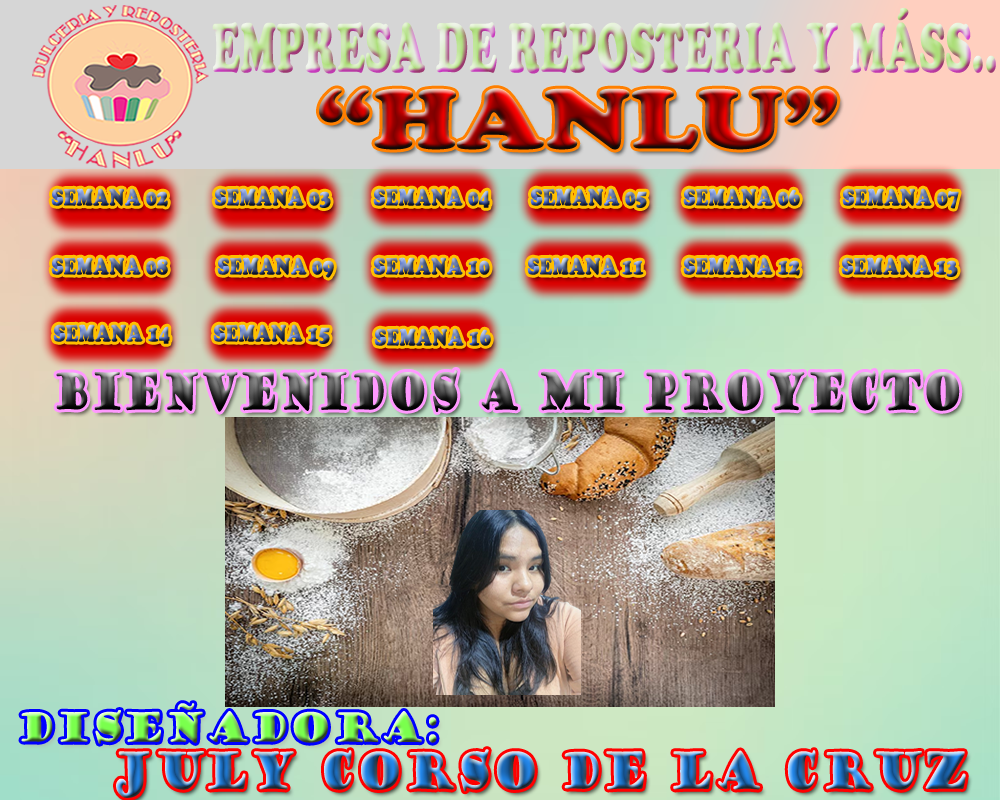 DULCERIA Y REPOSTERIA
"HANLU"
EMPRESA DE REPOSTERIA Y MÁSS..
"HANLU"
SEMANA 02 SEMANA 03 SEMANA 04 SEMANA 05 SEMANA 06 SEMANA 07
SEMANA 08 SEMANA 09 SEMANA 10 SEMANA 11 SEMANA 12 SEMANA 13
SEMANA 14 SEMANA 15 SEMANA 16
BIENVENIDOS A MI PROYECTO
DISEÑADORA:
JULY CORSO DE LA CRUZ